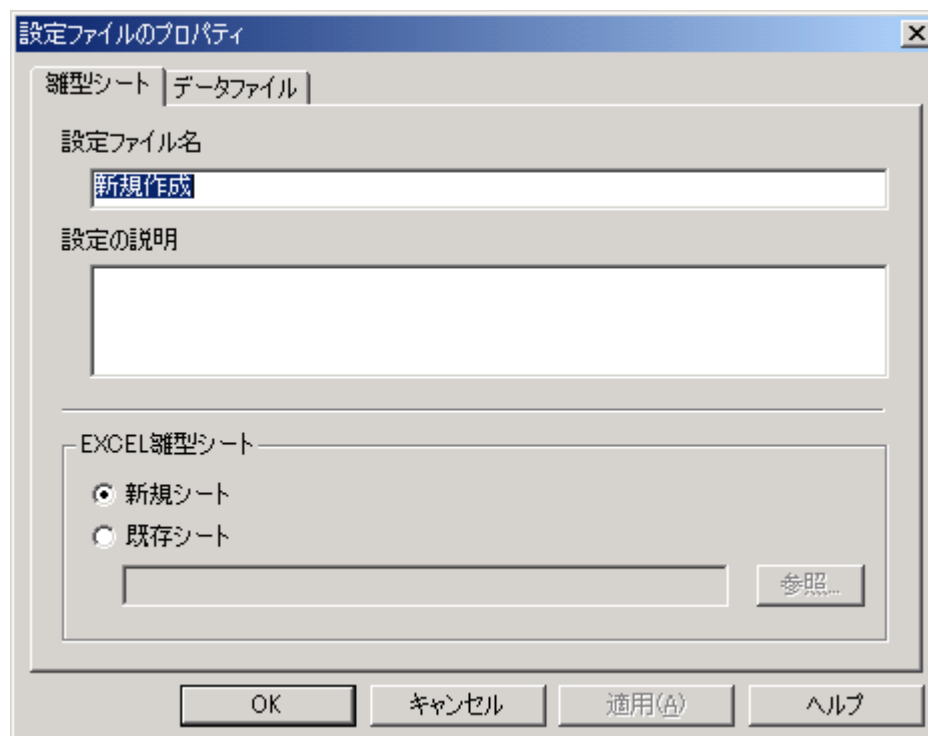 設定ファイルのプロパティ
雛型シート データファイル
設定ファイル名
新規作成
設定の説明
EXCEL雛型シート
新規シート
既存シート
参照...
OK キャンセル 適用(A) ヘルプ